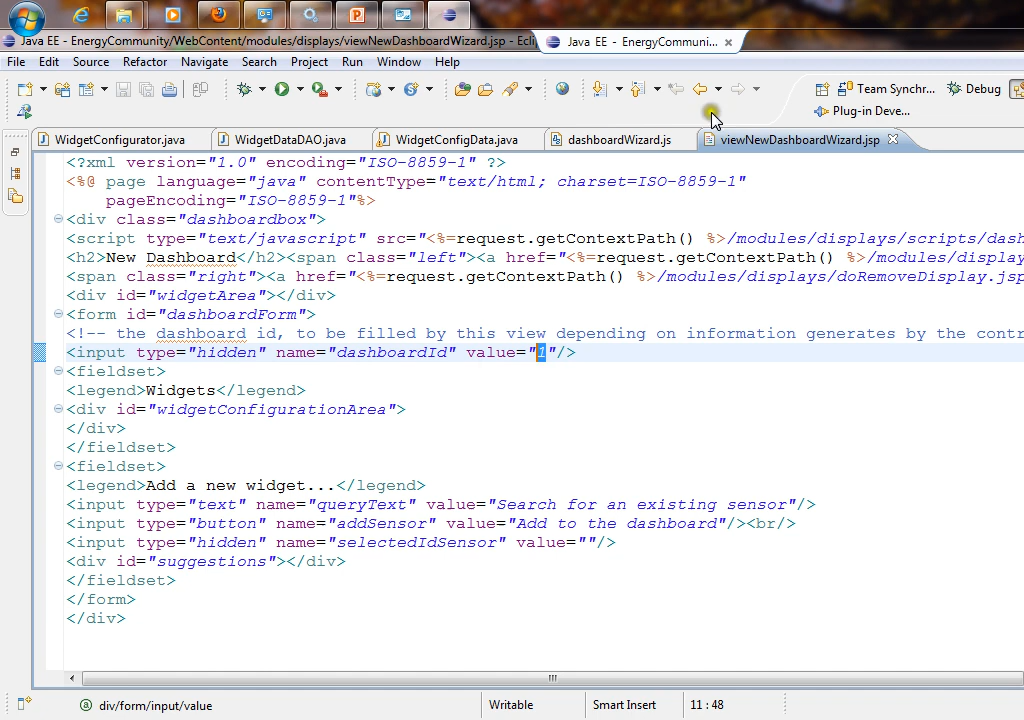 Java EE - EnergyCommunity/WebContent/modules/displays/viewNewDashboardWizard.jsp - Ecli
Java EE - EnergyCommuni...
File Edit Source Refactor Navigate Search Project Run Window Help
Team Synchr... Debug
Plug-in Deve...
WidgetConfigurator.java WidgetDataDAO.java WidgetConfigData.java dashboardWizard.js viewNewDashboardWizard.jsp
<?xml version="1.0" encoding="ISO-8859-1" ?>
<%@ page language="java" contentType="text/html; charset=ISO-8859-1"
pageEncoding="ISO-8859-1"%>
<div class="dashboardbox">
<script type="text/javascript" src="<%=request.getContextPath() %>/modules/displays/scripts/dash
<h2>New Dashboard</h2><span class="left"><a href="<%=request.getContextPath() %>/modules/display
<span class="right"><a href="<%=request.getContextPath() %>/modules/displays/doRemoveDisplay.jsp
<div id="widgetArea"></div>
<form id="dashboardForm">
<!-- the dashboard id, to be filled by this view depending on information generates by the contr
<input type="hidden" name="dashboardId" value="1"/>
<fieldset>
<legend>Widgets</legend>
<div id="widgetConfigurationArea">
</div>
</fieldset>
<fieldset>
<legend>Add a new widget...</legend>
<input type="text" name="queryText" value="Search for an existing sensor"/>
<input type="button" name="addSensor" value="Add to the dashboard"/><br/>
<input type="hidden" name="selectedIdSensor" value=""/>
<div id="suggestions"></div>
</fieldset>
</form>
</div>
div/form/input/value Writable Smart Insert 11 : 48